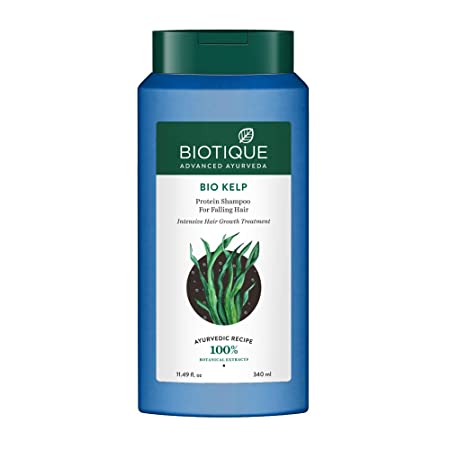 BIOTIQUE
ADVANCED AYURVEDA
BIO KELP
Protein Shampoo
For Falling Hair
Intensive Hair Growth Treatment
AYURVEDIC RECIPE
100%
BOTANICAL EXTRACTS
11.49 fl. oz 340 ml